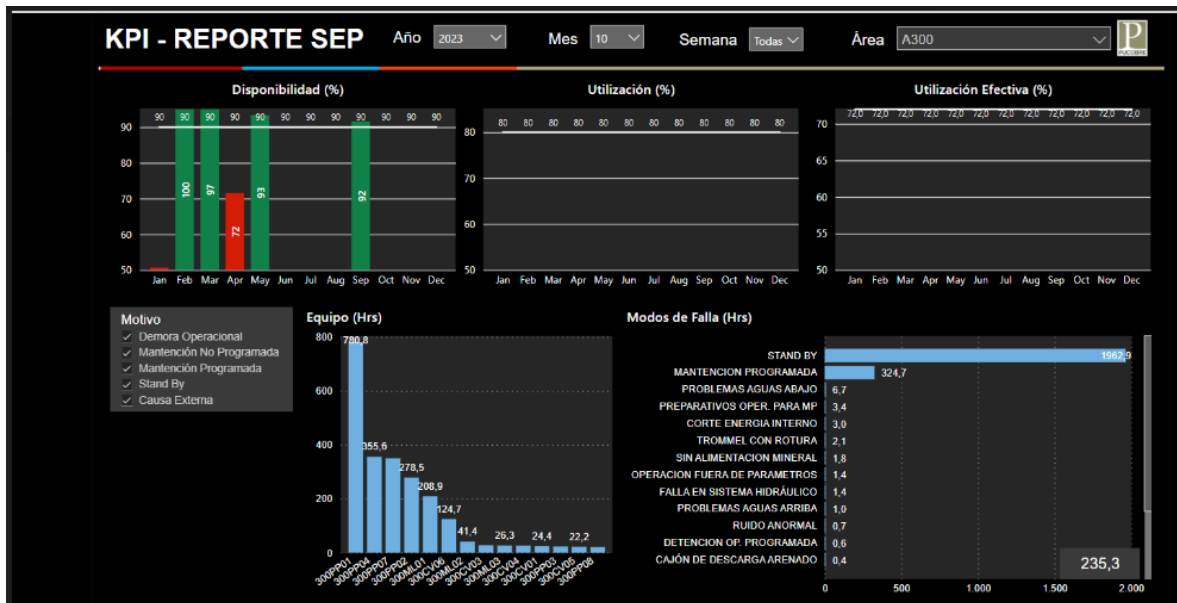 KPI - REPORTE SEP Año 2023 Mes 10 Semana Todas Área A300
P
PUCOBRE
Disponibilidad (%)
90 90 90 90 90 90 90 90 90 90 90 90
90
80
70
60
50
100 97 72 93 92
Jan Feb Mar Apr May Jun Jul Aug Sep Oct Nov Dec
Utilización (%)
80 80 80 80 80 80 80 80 80 80 80 80
80
70
60
50
Jan Feb Mar Apr May Jun Jul Aug Sep Oct Nov Dec
Utilización Efectiva (%)
72,0 72,0 72,0 72,0 72,0 72,0 72,0 72,0 72,0 72,0 72,0 72,0
70
65
60
55
50
Jan Feb Mar Apr May Jun Jul Aug Sep Oct Nov Dec
Motivo
Demora Operacional
Mantención No Programada
Mantención Programada
Stand By
Causa Externa
Equipo (Hrs)
800
600
400
200
0
780,8 355,6 278,5 208,9 124,7 41,4 26,3 24,4 22,2
300PP01 300PP04 300PP07 300PP02 300ML01 300CV06 300ML02 300CV03 300ML03 300CV04 300CV01 300PP03 300CV05 300PP08
Modos de Falla (Hrs)
STAND BY 1962,9
MANTENCION PROGRAMADA 324,7
PROBLEMAS AGUAS ABAJO 6,7
PREPARATIVOS OPER. PARA MP 3,4
CORTE ENERGIA INTERNO 3,0
TROMMEL CON ROTURA 2,1
SIN ALIMENTACION MINERAL 1,8
OPERACION FUERA DE PARAMETROS 1,4
FALLA EN SISTEMA HIDRÁULICO 1,4
PROBLEMAS AGUAS ARRIBA 1,0
RUIDO ANORMAL 0,7
DETENCION OP. PROGRAMADA 0,6
CAJÓN DE DESCARGA ARENADO 0,4
235,3
0 500 1.000 1.500 2.000